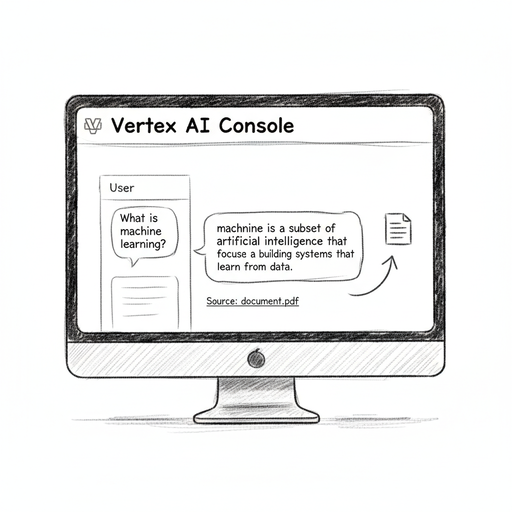 Vertex AI Console
User
What is
machine
learning?
machnine is a subset of
artificial intelligence that
focuse a building systems that
learn from data.
Source: document.pdf